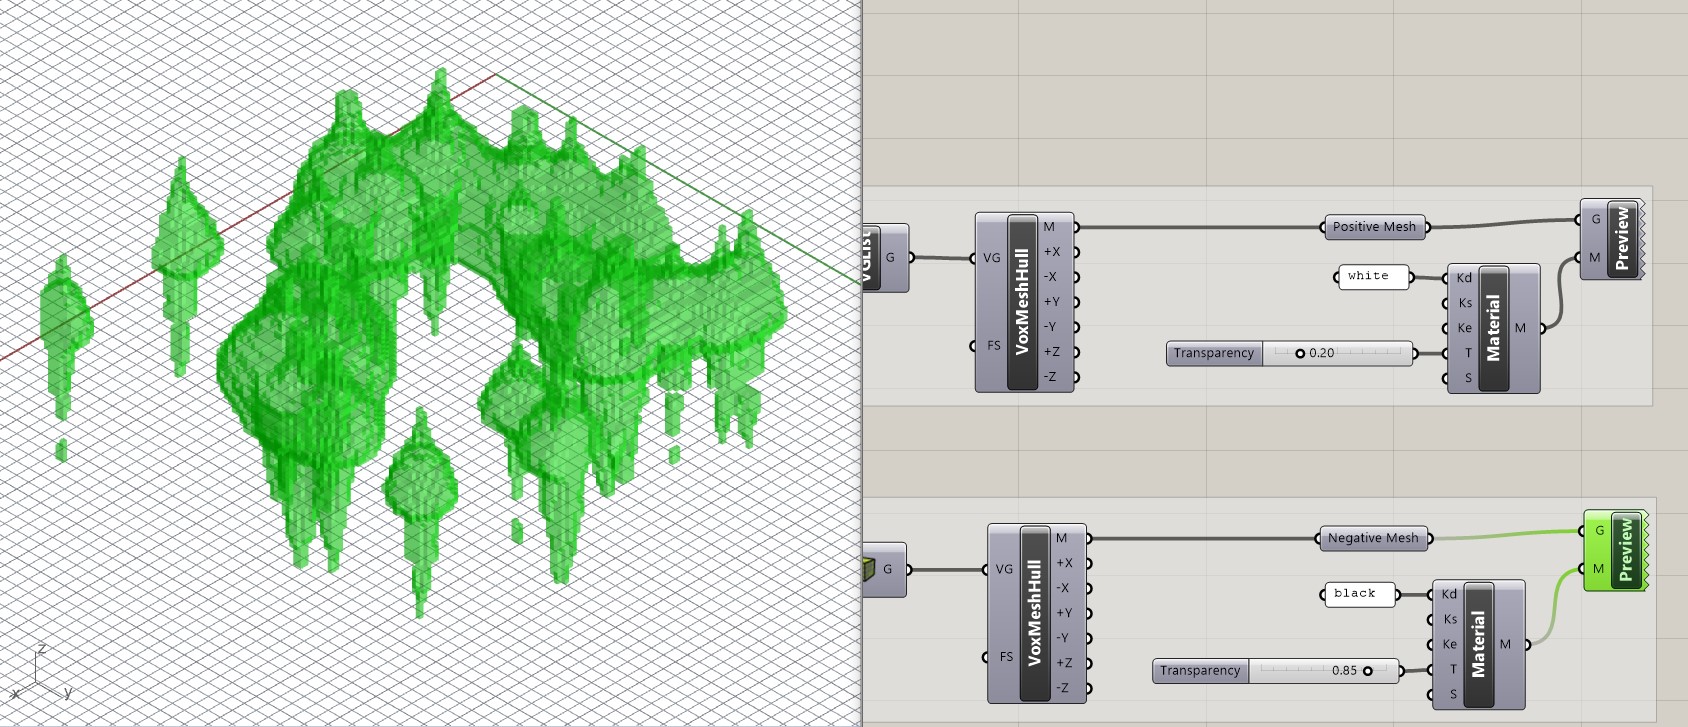 z
x
y
VGList
G
VG
FS
VoxMeshHull
M
+X
-X
+Y
-Y
+Z
-Z
Positive Mesh
white
Transparency
0.20
Kd
Ks
Ke
T
S
Material
M
G
M
Preview
G
VG
FS
VoxMeshHull
M
+X
-X
+Y
-Y
+Z
-Z
Negative Mesh
black
Transparency
0.85
Kd
Ks
Ke
T
S
Material
M
G
M
Preview